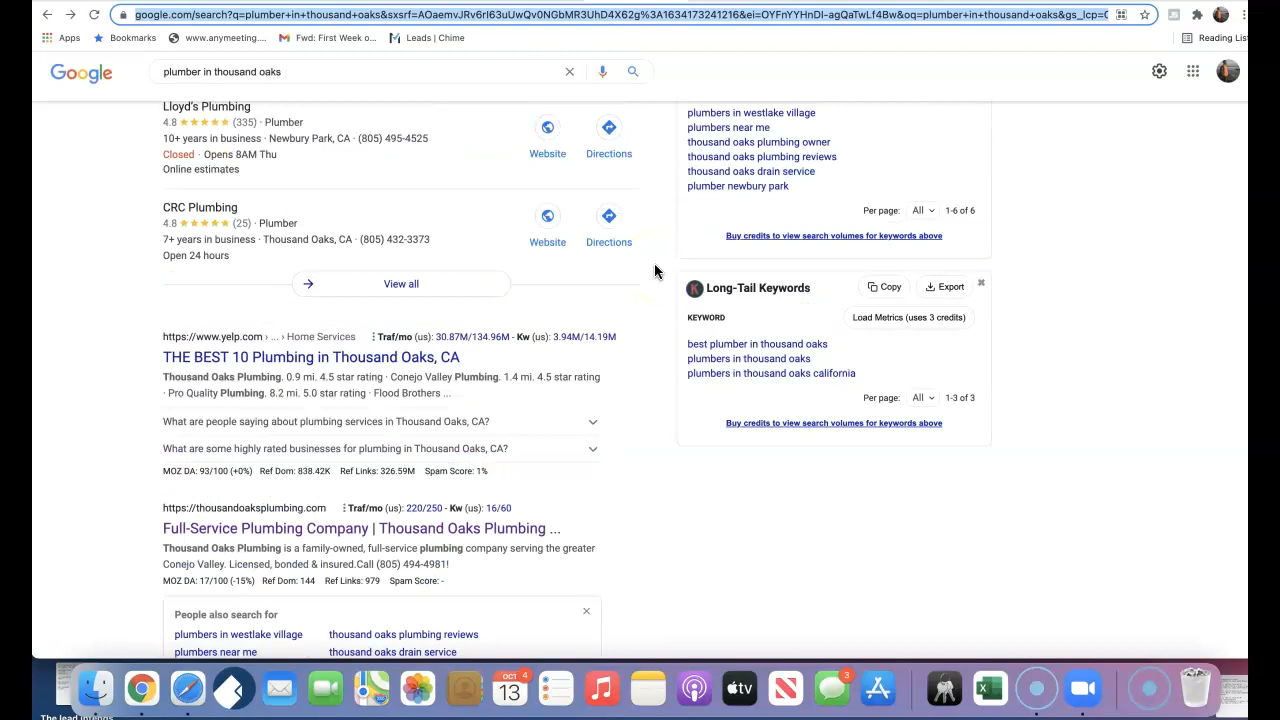 google.com/search?q=plumber+in+thousand+oaks&sxsrf=AOaemvJRv6rI63uUwQv0NGbMR3UhD4X62g%3A1634173241216&ei=OYFnYYHnDI-agQaTwLf4Bw&oq=plumber+in+thousand+oaks&gs_lcp=
Apps Bookmarks www.anymeeting.... Fwd: First Week o... Leads | Chime Reading List
Google plumber in thousand oaks
Lloyd's Plumbing
4.8 (335) · Plumber
10+ years in business · Newbury Park, CA · (805) 495-4525
Closed · Opens 8AM Thu
Online estimates
Website Directions
CRC Plumbing
4.8 (25) · Plumber
7+ years in business · Thousand Oaks, CA · (805) 432-3373
Open 24 hours
Website Directions
View all
https://www.yelp.com › ... › Home Services Traf/mo (us): 30.87M/134.96M - Kw (us): 3.94M/14.19M
THE BEST 10 Plumbing in Thousand Oaks, CA
Thousand Oaks Plumbing. 0.9 mi. 4.5 star rating · Conejo Valley Plumbing. 1.4 mi. 4.5 star rating
· Pro Quality Plumbing. 8.2 mi. 5.0 star rating · Flood Brothers ...
What are people saying about plumbing services in Thousand Oaks, CA?
What are some highly rated businesses for plumbing in Thousand Oaks, CA?
MOZ DA: 93/100 (+0%) Ref Dom: 838.42K Ref Links: 326.59M Spam Score: 1%
https://thousandoaksplumbing.com Traf/mo (us): 220/250 - Kw (us): 16/60
Full-Service Plumbing Company | Thousand Oaks Plumbing ...
Thousand Oaks Plumbing is a family-owned, full-service plumbing company serving the greater
Conejo Valley. Licensed, bonded & insured.Call (805) 494-4981!
MOZ DA: 17/100 (-15%) Ref Dom: 144 Ref Links: 979 Spam Score: -
People also search for
plumbers in westlake village thousand oaks plumbing reviews
plumbers near me thousand oaks drain service
plumbers in westlake village
plumbers near me
thousand oaks plumbing owner
thousand oaks plumbing reviews
thousand oaks drain service
plumber newbury park
Per page: All 1-6 of 6
Buy credits to view search volumes for keywords above
Long-Tail Keywords Copy Export
KEYWORD Load Metrics (uses 3 credits)
best plumber in thousand oaks
plumbers in thousand oaks
plumbers in thousand oaks california
Per page: All 1-3 of 3
Buy credits to view search volumes for keywords above
OCT 4
13
tv
3
The lead intends